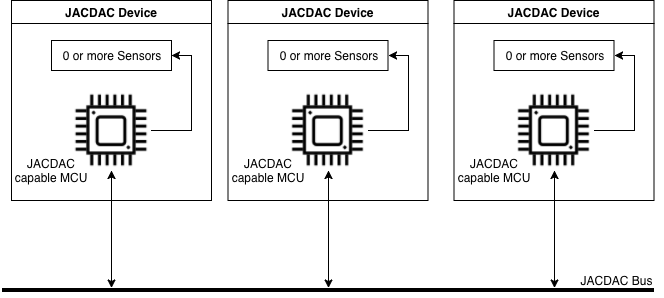 JACDAC Device
0 or more Sensors
JACDAC
capable MCU
JACDAC Device
0 or more Sensors
JACDAC
capable MCU
JACDAC Device
0 or more Sensors
JACDAC
capable MCU
JACDAC Bus